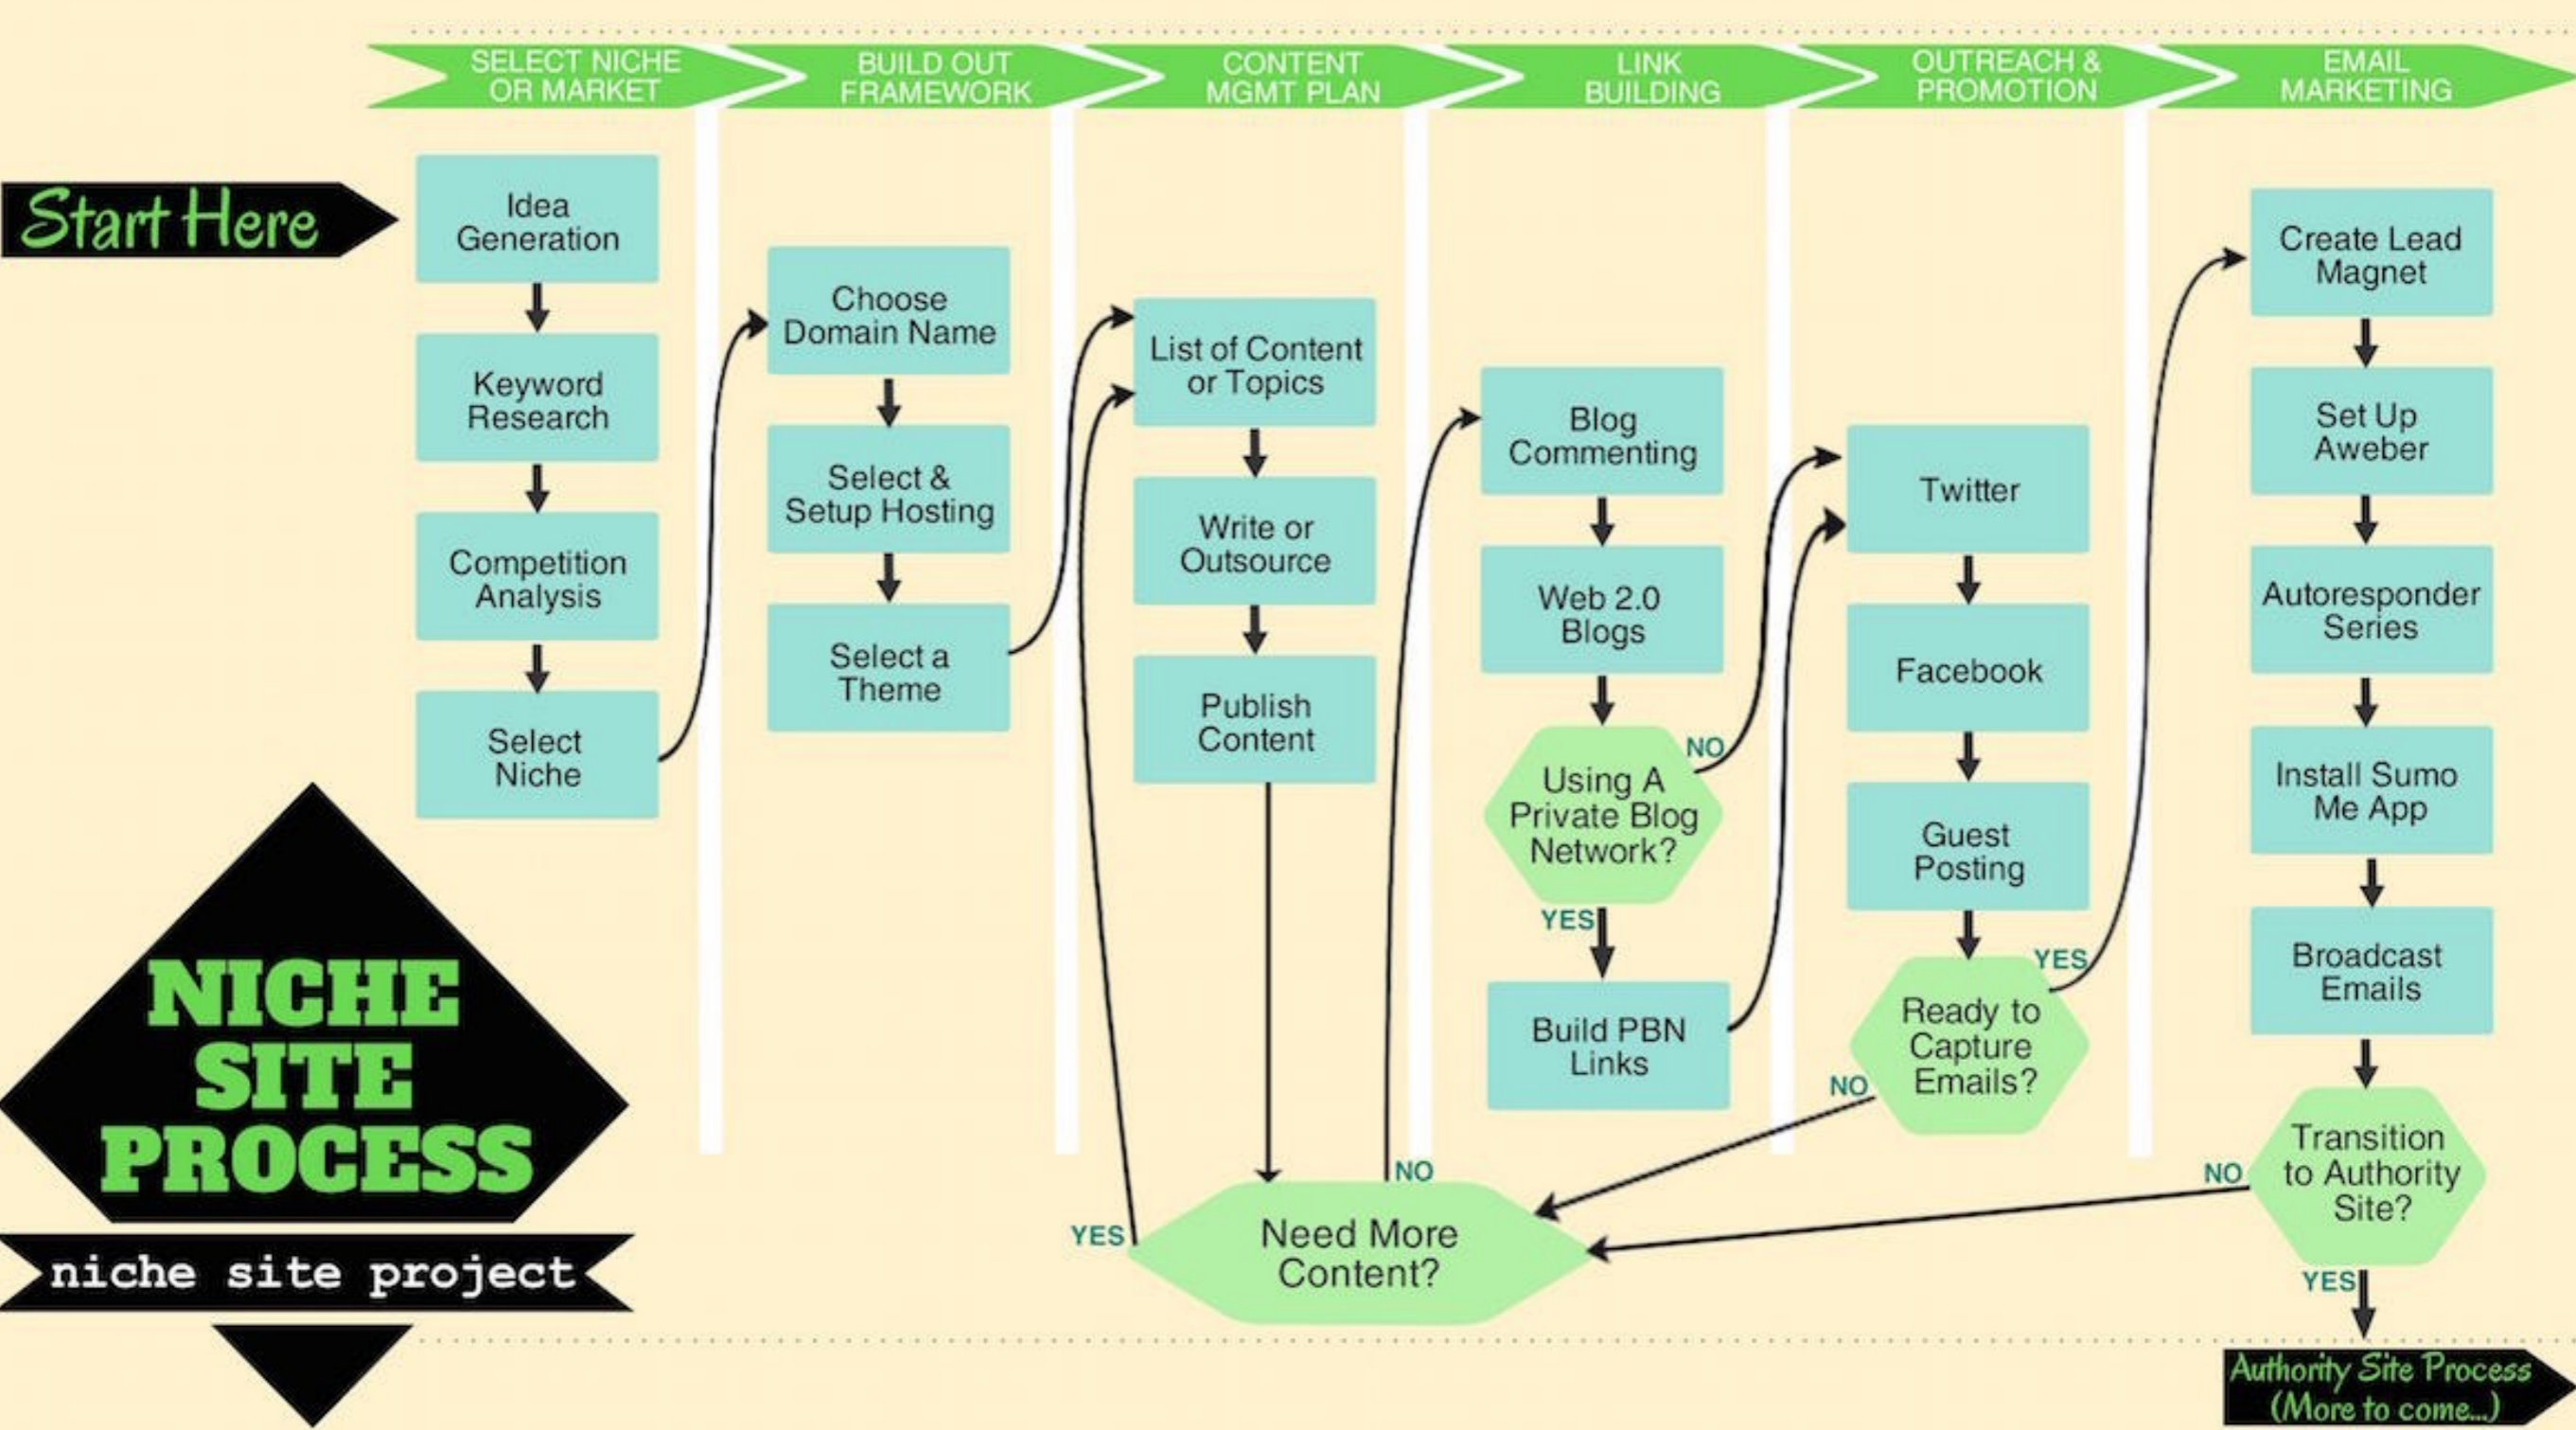 SELECT NICHE
OR MARKET
BUILD OUT
FRAMEWORK
CONTENT
MGMT PLAN
LINK
BUILDING
OUTREACH &
PROMOTION
EMAIL
MARKETING
Start Here
Idea
Generation
Keyword
Research
Competition
Analysis
Select
Niche
Choose
Domain Name
Select &
Setup Hosting
Select a
Theme
List of Content
or Topics
Write or
Outsource
Publish
Content
Need More
Content?
YES
NO
Blog
Commenting
Web 2.0
Blogs
Using A
Private Blog
Network?
NO
YES
Build PBN
Links
Twitter
Facebook
Guest
Posting
Ready to
Capture
Emails?
YES
NO
Create Lead
Magnet
Set Up
Aweber
Autoresponder
Series
Install Sumo
Me App
Broadcast
Emails
Transition
to Authority
Site?
NO
YES
Authority Site Process
(More to come...)
NICHE
SITE
PROCESS
niche site project